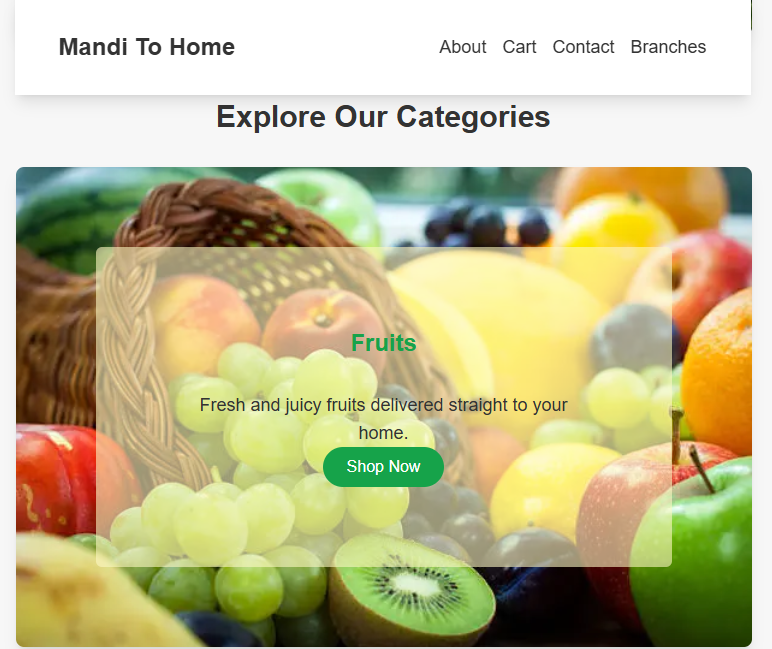 Mandi To Home
About Cart Contact Branches
Explore Our Categories
Fruits
Fresh and juicy fruits delivered straight to your
home.
Shop Now